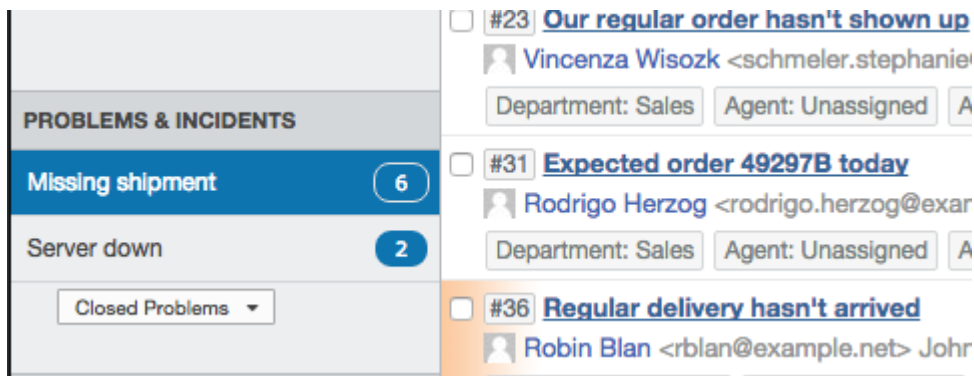 PROBLEMS & INCIDENTS
Missing shipment 6
Server down 2
Closed Problems
#23 Our regular order hasn't shown up
Vincenza Wisozk <schmeler.stephanie
Department: Sales Agent: Unassigned A
#31 Expected order 49297B today
Rodrigo Herzog <rodrigo.herzog@exam
Department: Sales Agent: Unassigned A
#36 Regular delivery hasn't arrived
Robin Blan <rblan@example.net> John